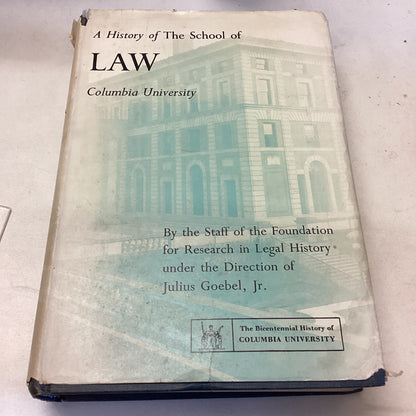 A History of The School of
LAW
Columbia University
By the Staff of the Foundation
for Research in Legal History
under the Direction of
Julius Goebel, Jr.
The Bicentennial History of
COLUMBIA UNIVERSITY